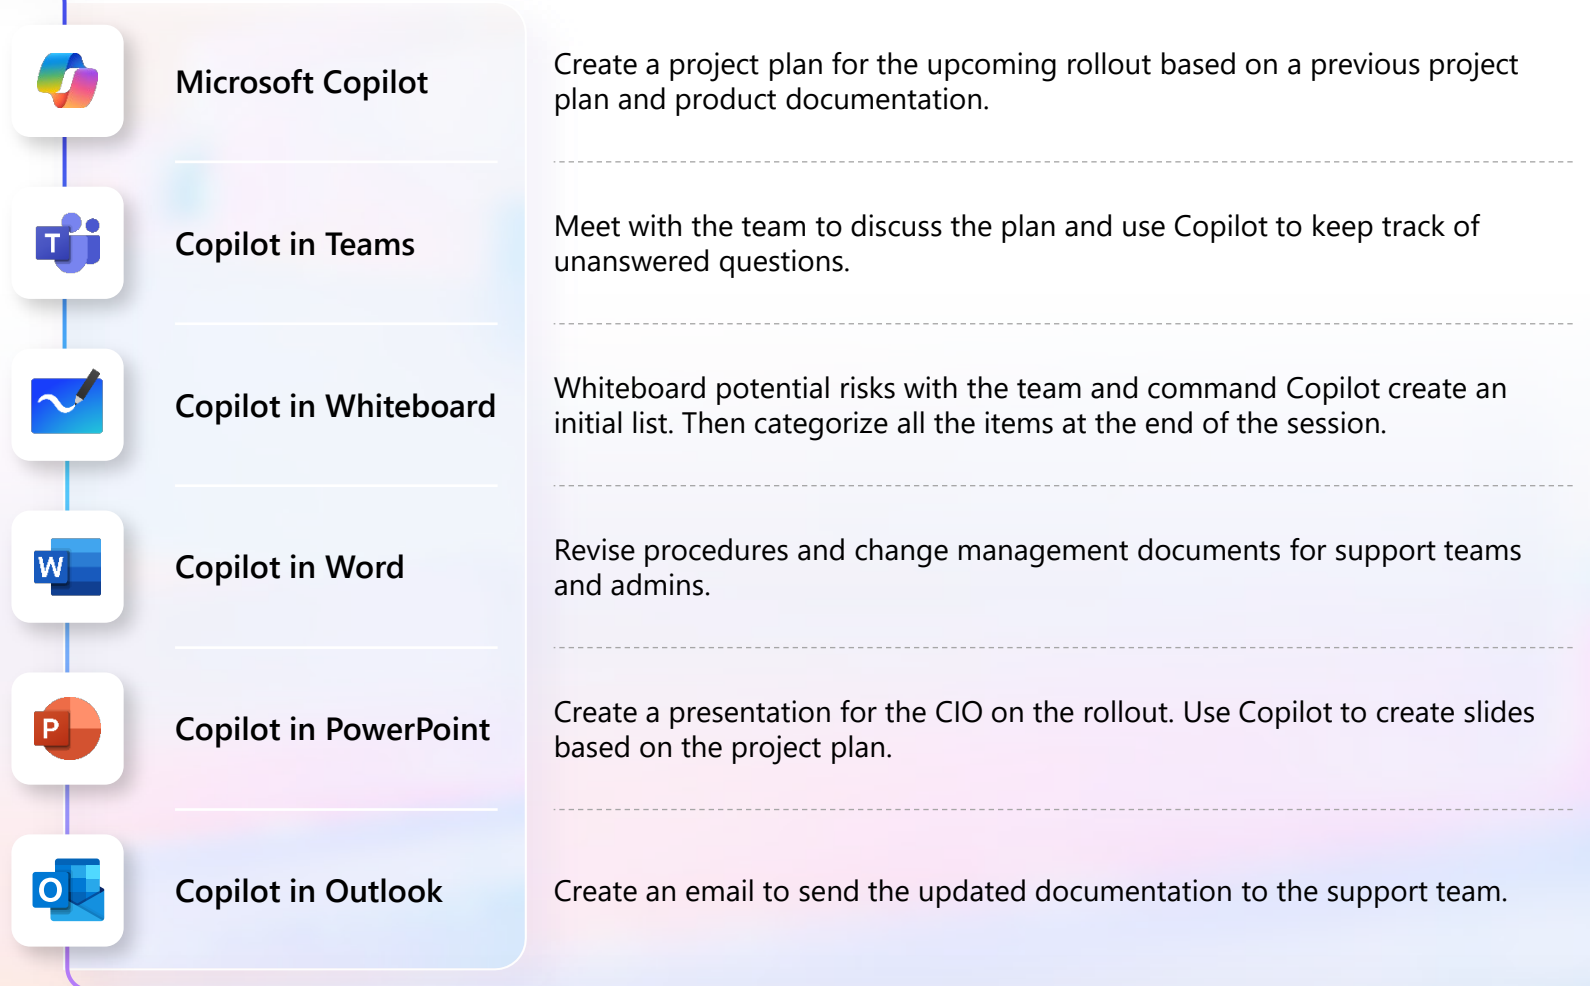 Microsoft Copilot
Create a project plan for the upcoming rollout based on a previous project
plan and product documentation.
T
Copilot in Teams
Meet with the team to discuss the plan and use Copilot to keep track of
unanswered questions.
Copilot in Whiteboard
Whiteboard potential risks with the team and command Copilot create an
initial list. Then categorize all the items at the end of the session.
W
Copilot in Word
Revise procedures and change management documents for support teams
and admins.
P
Copilot in PowerPoint
Create a presentation for the CIO on the rollout. Use Copilot to create slides
based on the project plan.
O
Copilot in Outlook
Create an email to send the updated documentation to the support team.